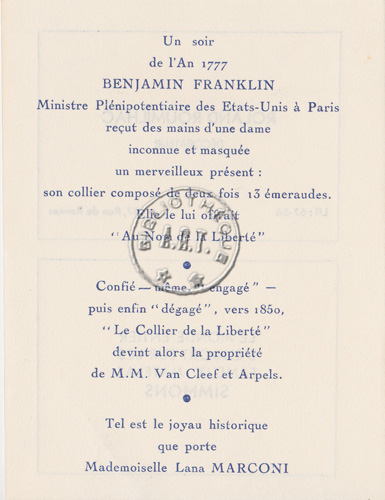 Un soir
de l'An 1777
BENJAMIN FRANKLIN
Ministre Plénipotentiaire des Etats-Unis à Paris
reçut des mains d'une dame
inconnue et masquée
un merveilleux présent :
son collier composé de deux fois 13 émeraudes.
Elle le lui offrait
"Au Nom de la Liberté"
BIBLIOTHÈQUE
A.R.T.
Confié — même, "engagé" —
puis enfin "dégagé", vers 1850,
"Le Collier de la Liberté"
devint alors la propriété
de M.M. Van Cleef et Arpels.
Tel est le joyau historique
que porte
Mademoiselle Lana MARCONI